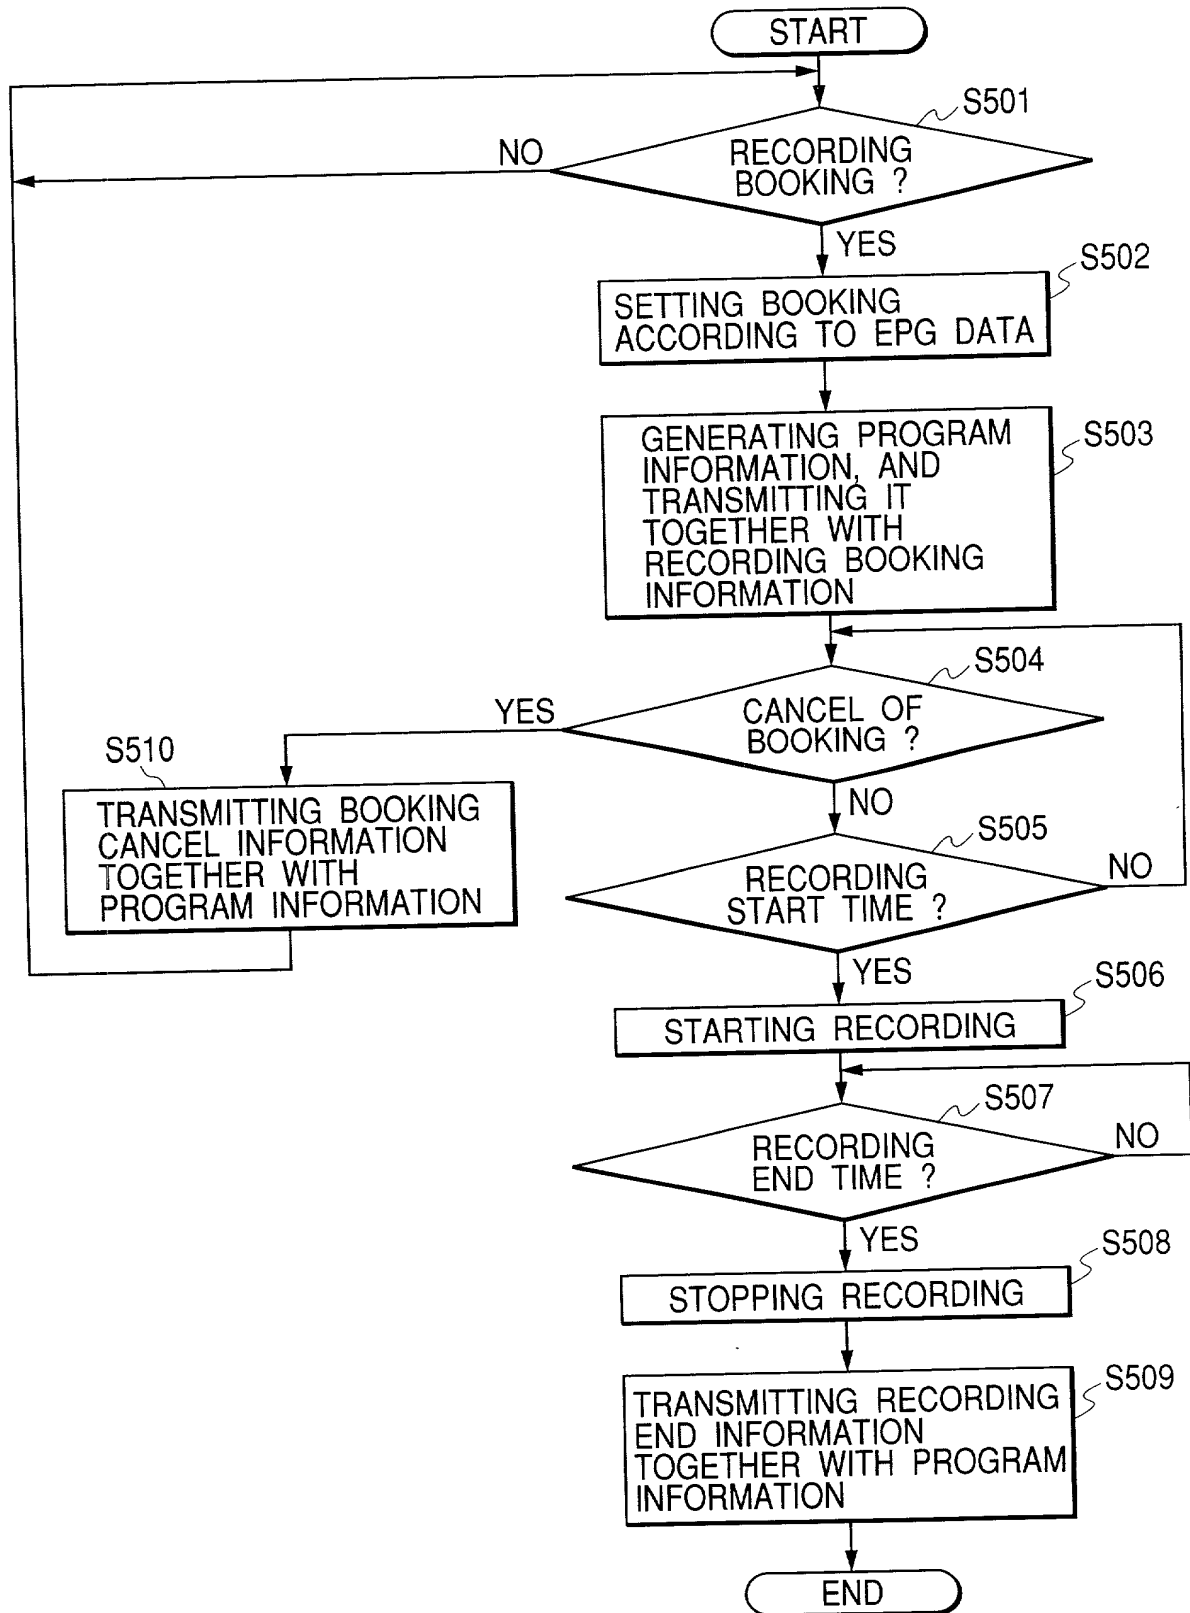 START
S501
NO
RECORDING
BOOKING ?
YES
S502
SETTING BOOKING
ACCORDING TO EPG DATA
S503
GENERATING PROGRAM
INFORMATION, AND
TRANSMITTING IT
TOGETHER WITH
RECORDING BOOKING
INFORMATION
S504
YES
CANCEL OF
BOOKING ?
S510
NO
TRANSMITTING BOOKING
CANCEL INFORMATION
TOGETHER WITH
PROGRAM INFORMATION
S505
RECORDING
START TIME ?
NO
YES
S506
STARTING RECORDING
S507
RECORDING
END TIME ?
NO
YES
S508
STOPPING RECORDING
S509
TRANSMITTING RECORDING
END INFORMATION
TOGETHER WITH PROGRAM
INFORMATION
END